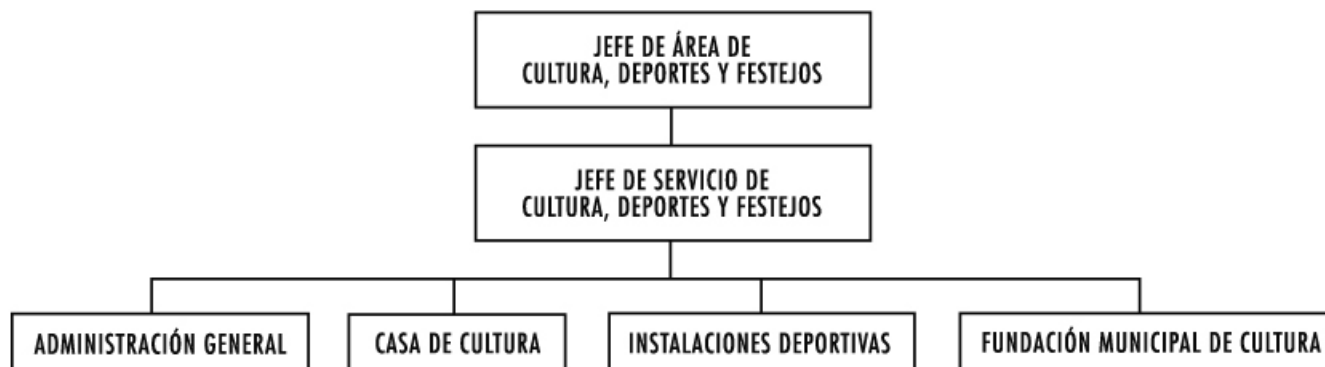 JEFE DE ÁREA DE
CULTURA, DEPORTES Y FESTEJOS
JEFE DE SERVICIO DE
CULTURA, DEPORTES Y FESTEJOS
ADMINISTRACIÓN GENERAL
CASA DE CULTURA
INSTALACIONES DEPORTIVAS
FUNDACIÓN MUNICIPAL DE CULTURA